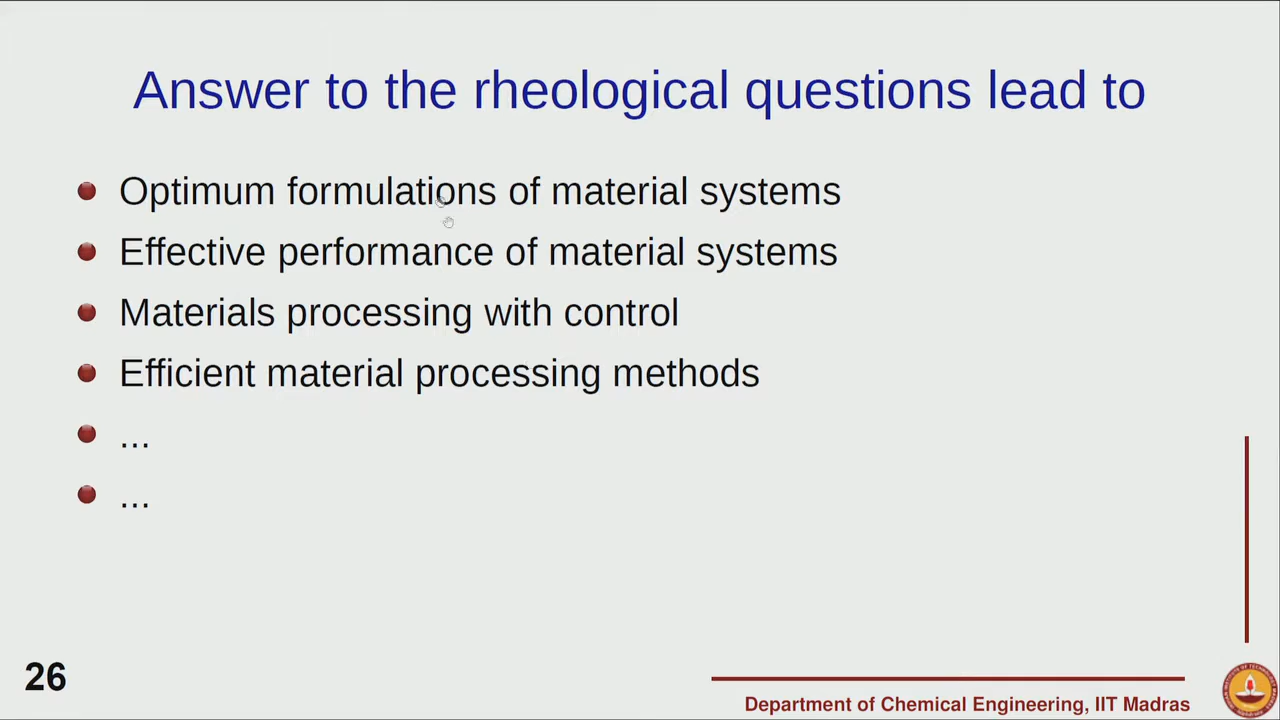 Answer to the rheological questions lead to
Optimum formulations of material systems
Effective performance of material systems
Materials processing with control
Efficient material processing methods
...
...
26
Department of Chemical Engineering, IIT Madras